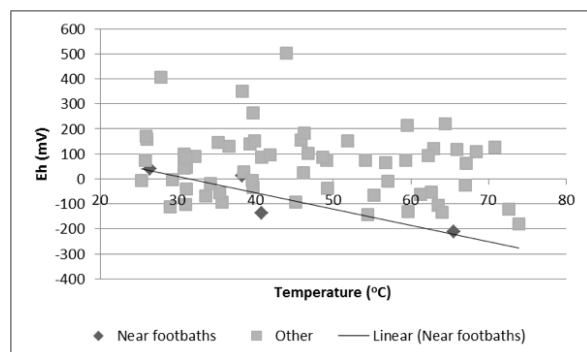 600
500
400
300
200
100
0
-100
-200
-300
-400
Eh (mV)
20 30 40 50 60 70 80
Temperature (°C)
Near footbaths Other Linear (Near footbaths)